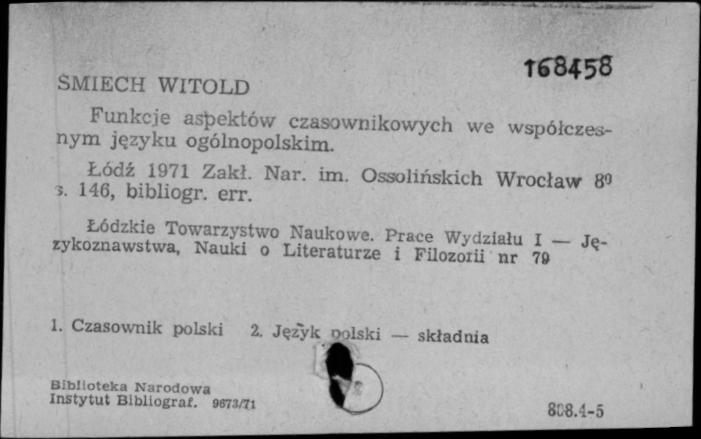 168458
SMIECH WITOLD
Funkcje aspektów czasownikowych we współczes-
nym języku ogólnopolskim.
Łódź 1971 Zakł. Nar. im. Ossolińskich Wrocław 8⁰
s. 146, bibliogr. err.
Łódzkie Towarzystwo Naukowe. Prace Wydziału I — Ję-
zykoznawstwa, Nauki o Literaturze i Filozofii nr 79
1. Czasownik polski 2. Język polski — składnia
Biblioteka Narodowa
Instytut Bibliograf. 9673/71
808.4-5